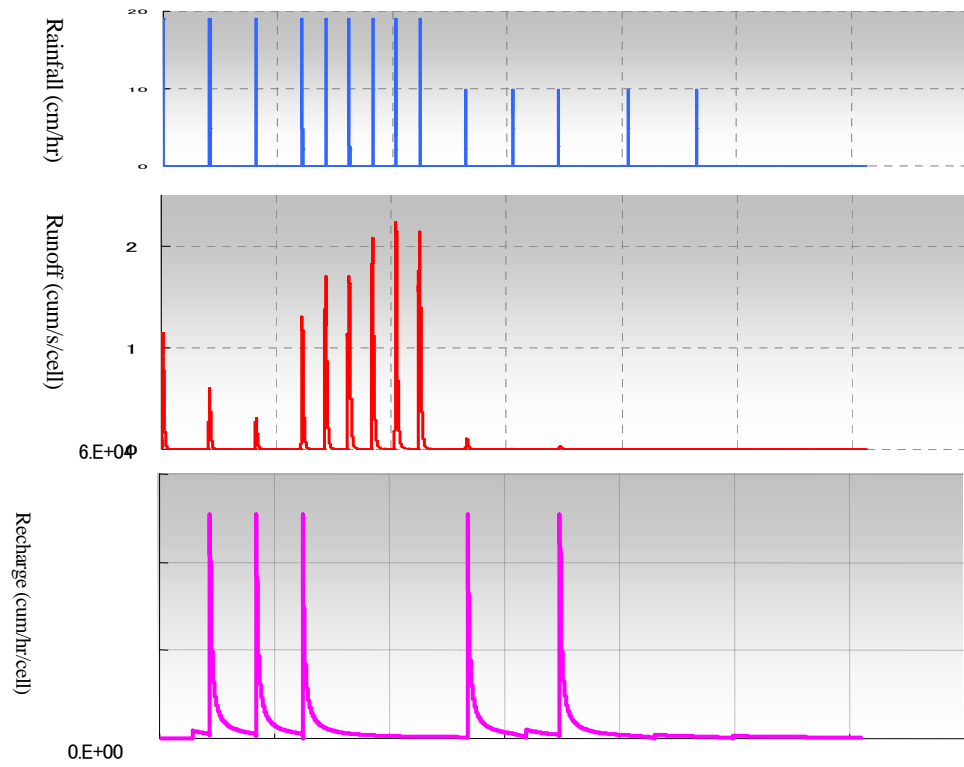 Rainfall (cm/hr)
20
10
0
Runoff (cum/s/cell)
2
1
0
6.E+04
Recharge (cum/hr/cell)
0.E+00